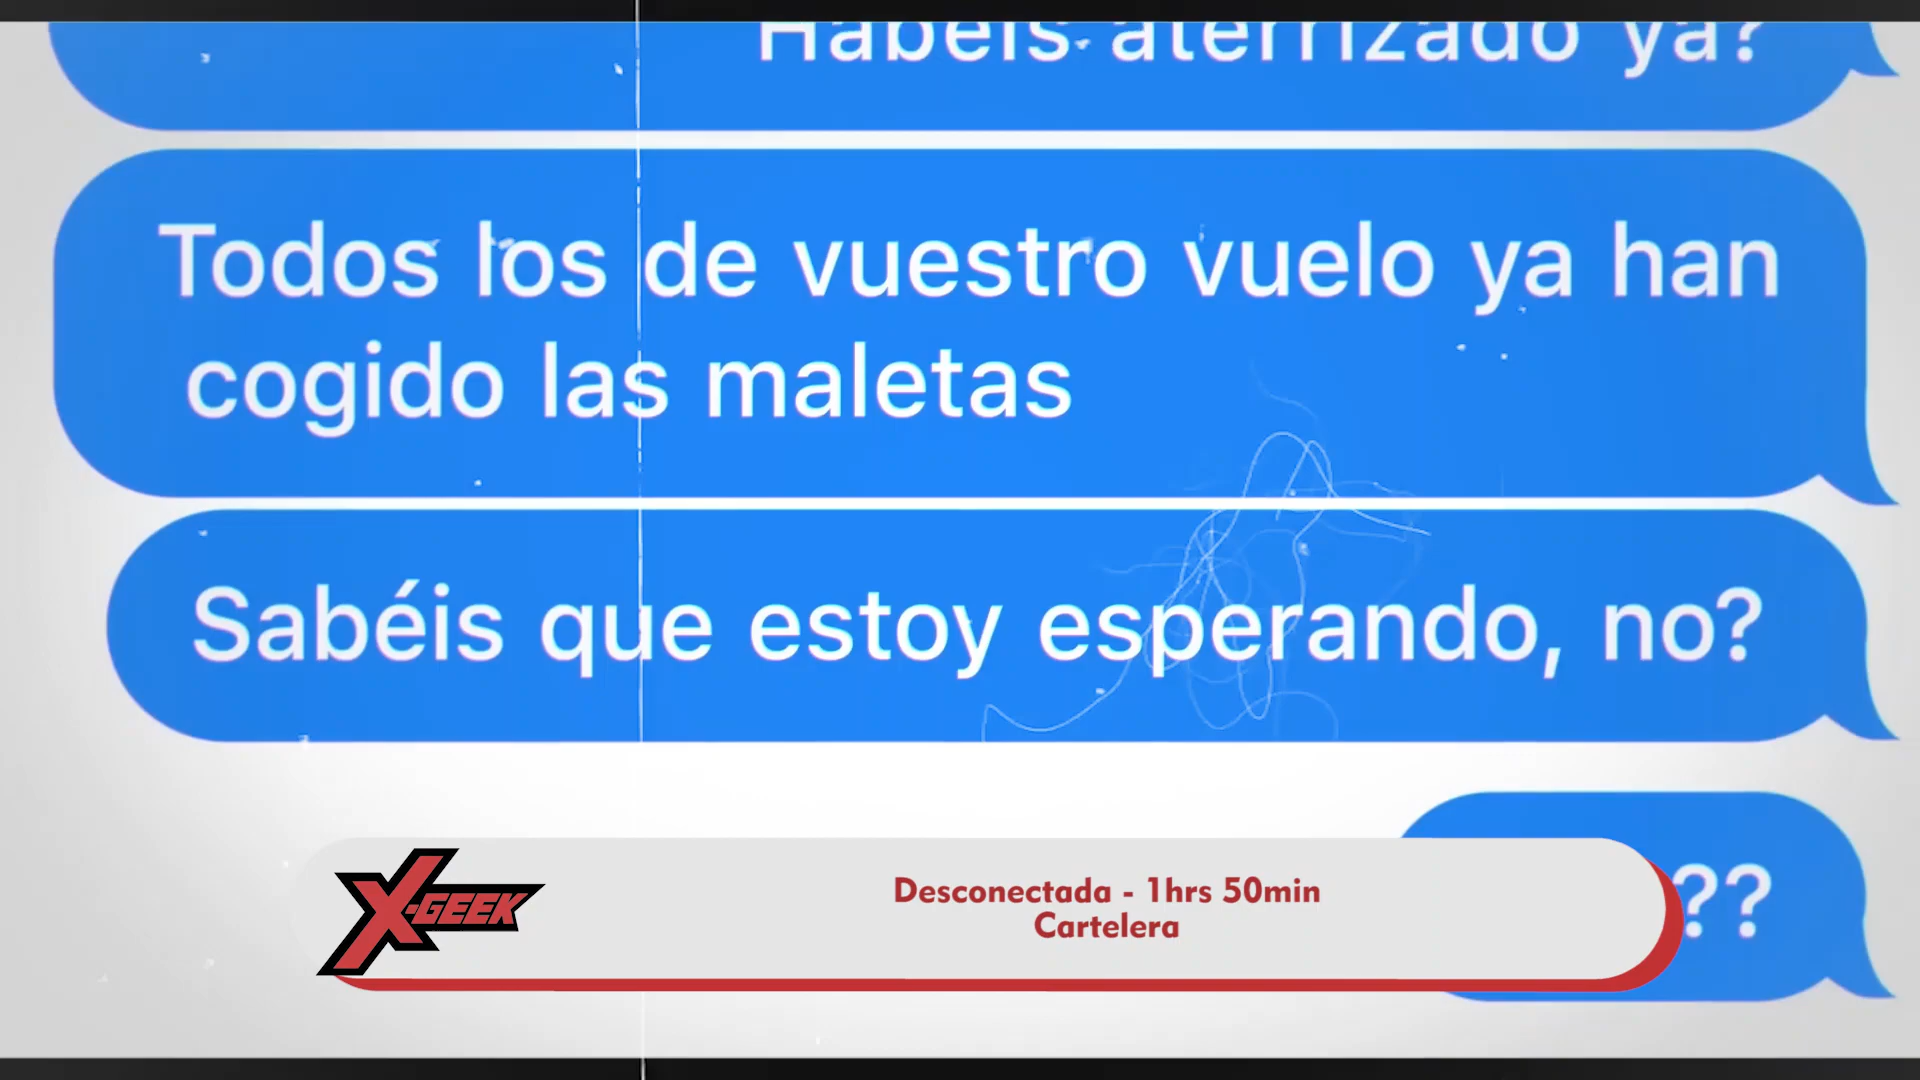 Habéis aterrizado ya?
Todos los de vuestro vuelo ya han
cogido las maletas
Sabéis que estoy esperando, no?
??
X-GEEK
Desconectada - 1hrs 50min
Cartelera